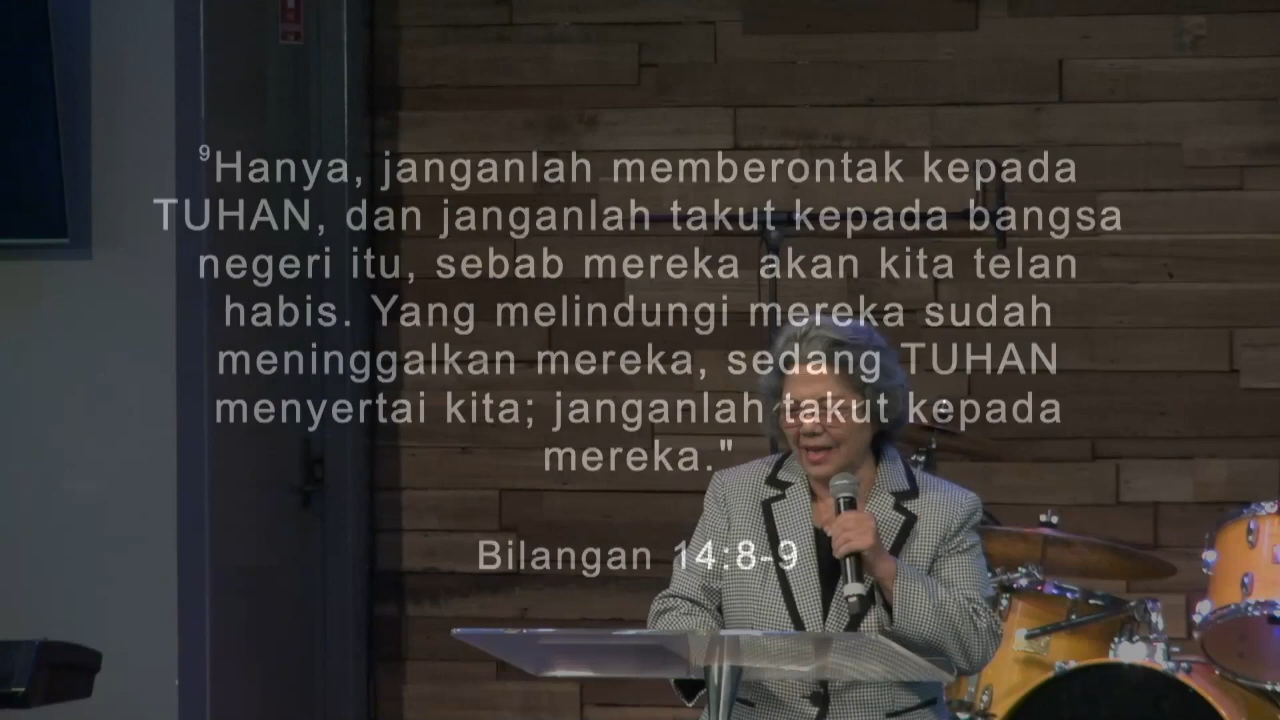 ⁹Hanya, janganlah memberontak kepada
TUHAN, dan janganlah takut kepada bangsa
negeri itu, sebab mereka akan kita telan
habis. Yang melindungi mereka sudah
meninggalkan mereka, sedang TUHAN
menyertai kita; janganlah takut kepada
mereka."
Bilangan 14:8-9